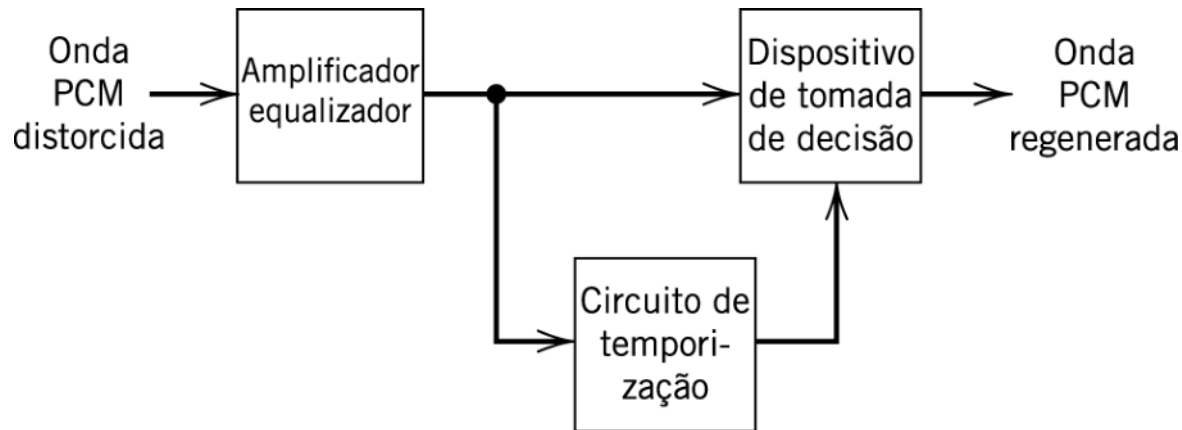 Onda
PCM
distorcida
Amplificador
equalizador
Dispositivo
de tomada
de decisão
Onda
PCM
regenerada
Circuito de
tempori-
zação